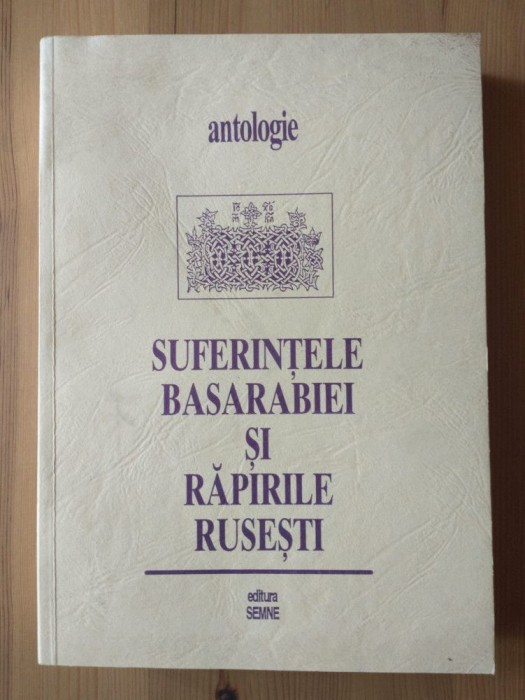 antologie
SUFERINȚELE
BASARABIEI
ȘI
RĂPIRILE
RUSEȘTI
editura
SEMNE